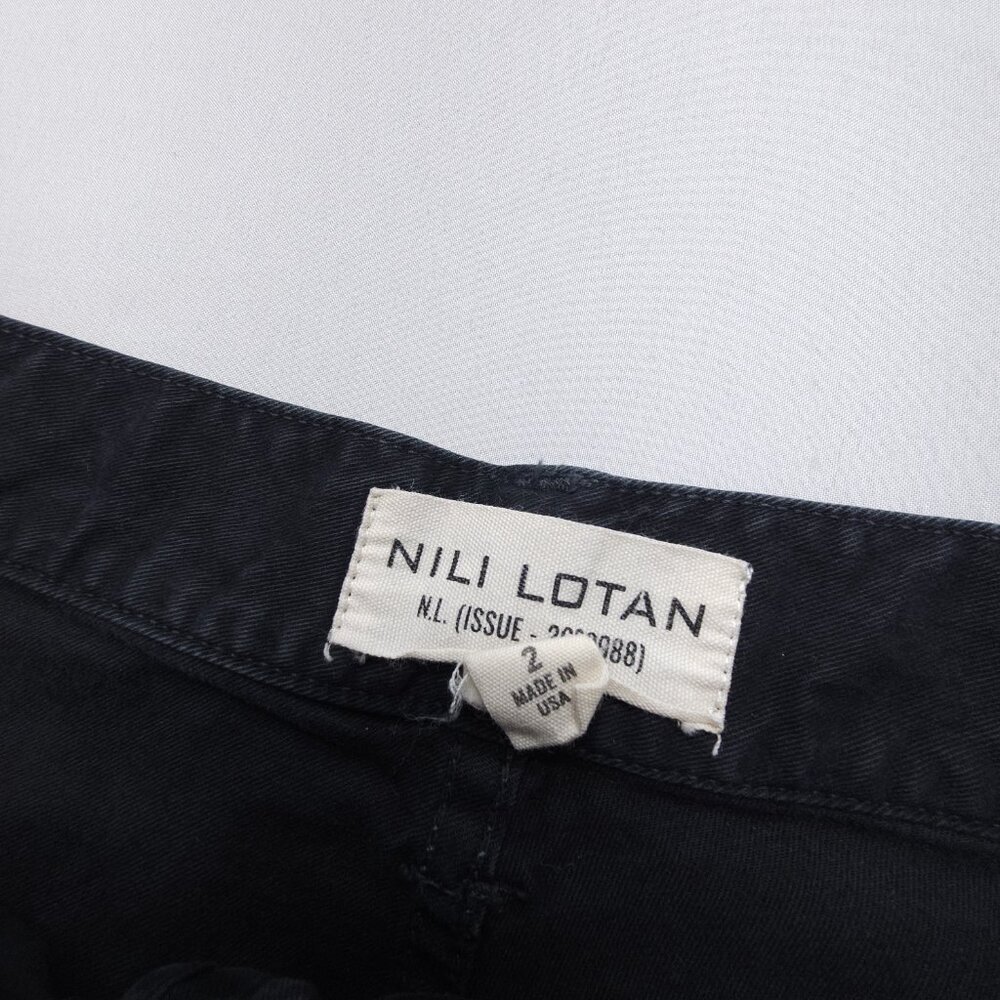 NILI LOTAN
N.L. (ISSUE -
2
MADE IN
USA